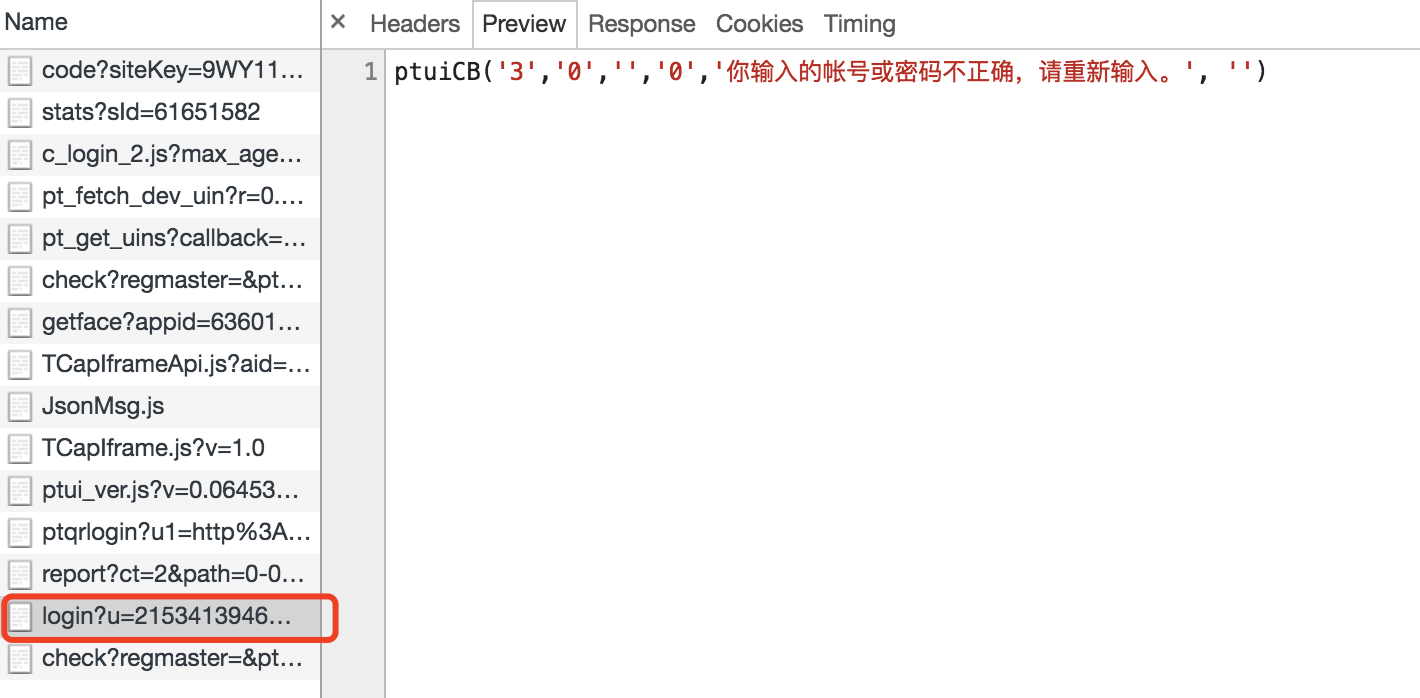 Name
× Headers Preview Response Cookies Timing
code?siteKey=9WY11...
stats?sId=61651582
c_login_2.js?max_age...
pt_fetch_dev_uin?r=0....
pt_get_uins?callback=...
check?regmaster=&pt...
getface?appid=63601...
TCapIframeApi.js?aid=...
JsonMsg.js
TCapIframe.js?v=1.0
ptui_ver.js?v=0.06453...
ptqrlogin?u1=http%3A...
report?ct=2&path=0-0...
login?u=2153413946...
check?regmaster=&pt...
1 ptuiCB('3','0','','0','你输入的帐号或密码不正确，请重新输入。', '')